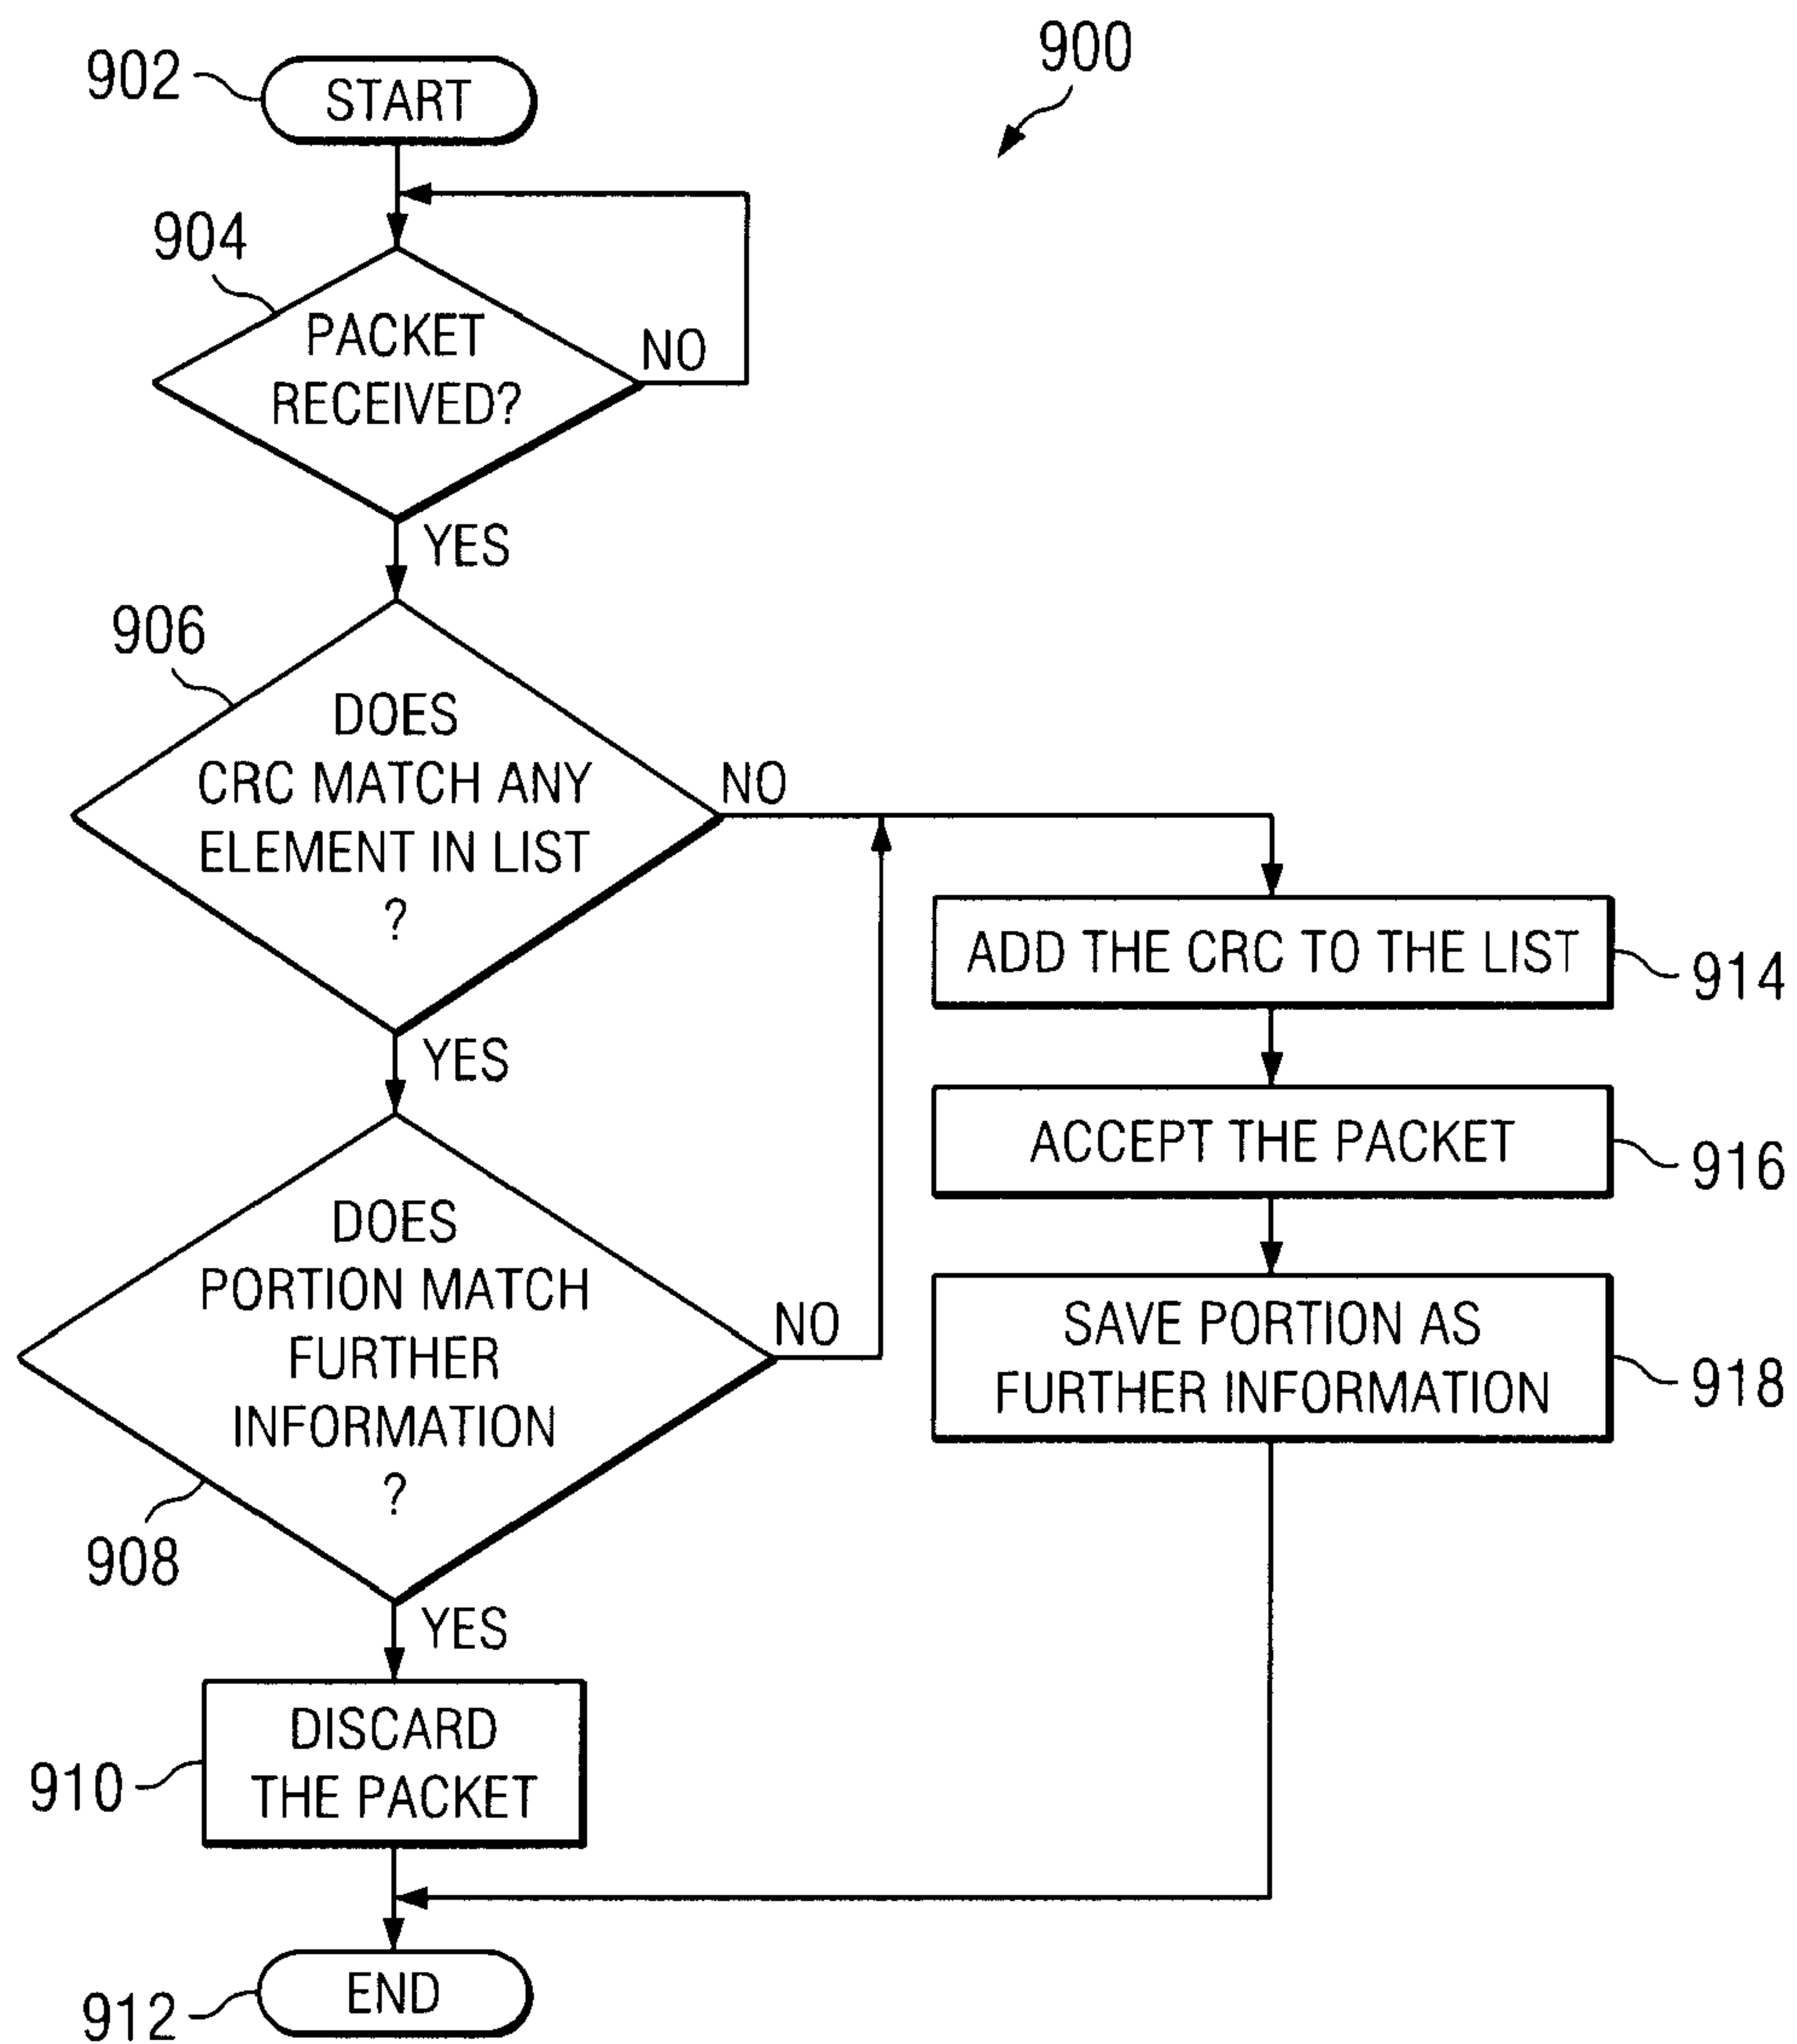 900
902
START
904
PACKET
RECEIVED?
NO
YES
906
DOES
CRC MATCH ANY
ELEMENT IN LIST
?
NO
YES
ADD THE CRC TO THE LIST
914
ACCEPT THE PACKET
916
DOES
PORTION MATCH
FURTHER
INFORMATION
?
NO
908
YES
SAVE PORTION AS
FURTHER INFORMATION
918
DISCARD
THE PACKET
910
END
912